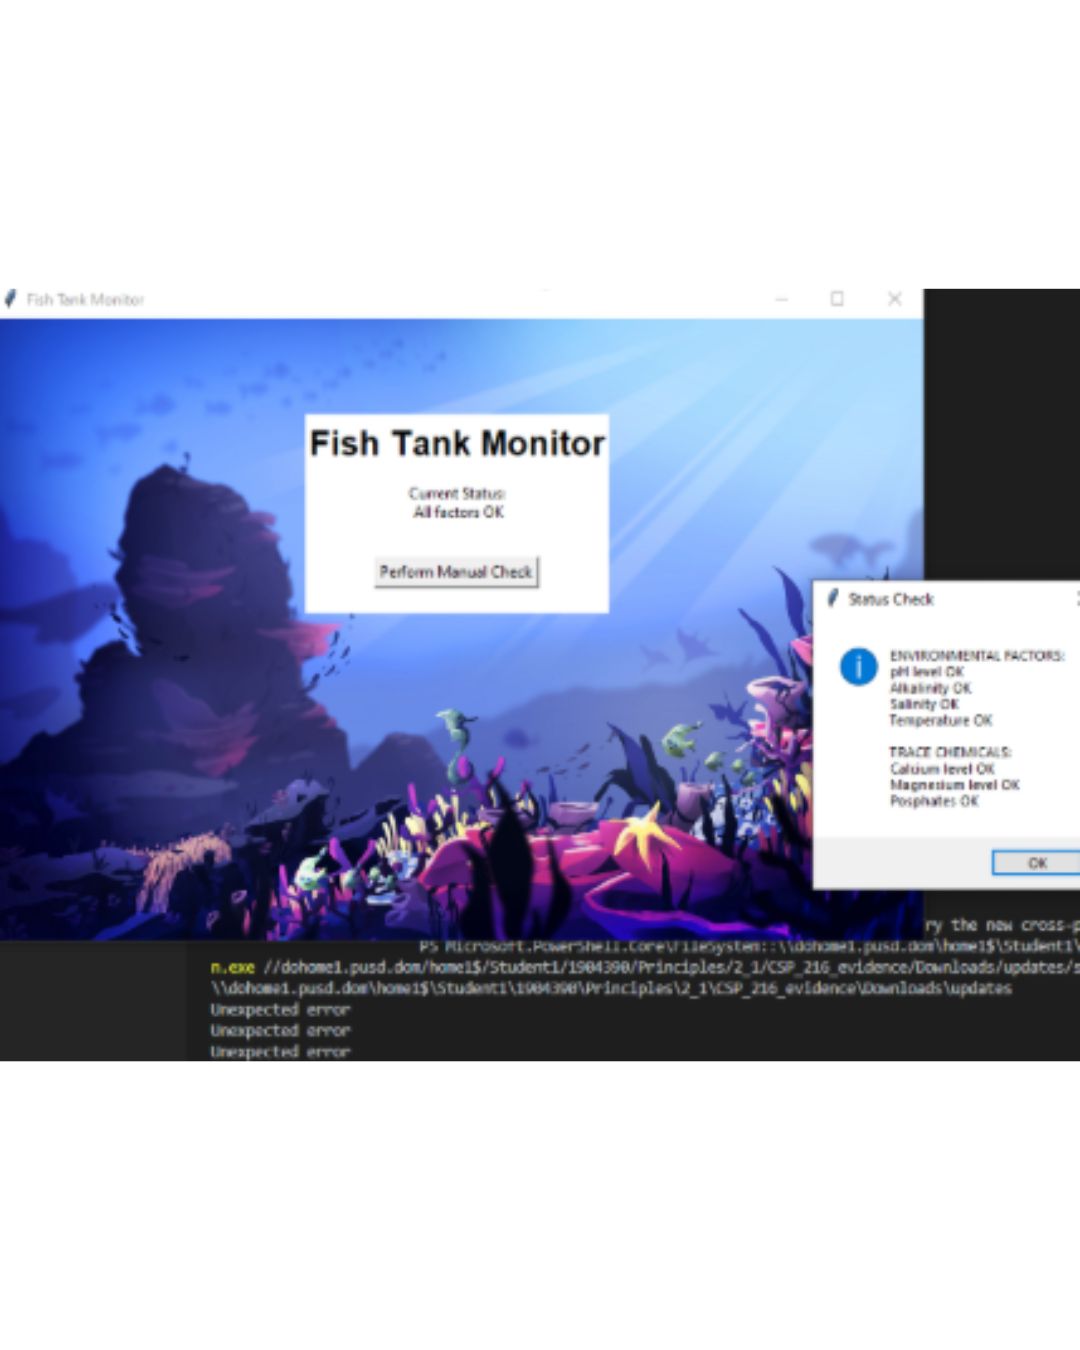 Fish Tank Monitor
Fish Tank Monitor
Current Status:
All factors OK
Perform Manual Check
Status Check
ENVIRONMENTAL FACTORS:
pH level OK
Alkalinity OK
Salinity OK
Temperature OK
TRACE CHEMICALS:
Calcium level OK
Magnesium level OK
Posphates OK
OK
ry the new cross-p
PS Microsoft.PowerShell.Core\FileSystem::\\dohome1.pusd.dom\home1$\Student1\
n.exe //dohome1.pusd.dom/home1$/Student1/1904390/Principles/2_1/CSP_216_evidence/Downloads/updates/s
\\dohome1.pusd.dom\home1$\Student1\1904390\Principles\2_1\CSP_216_evidence\Downloads\updates
Unexpected error
Unexpected error
Unexpected error